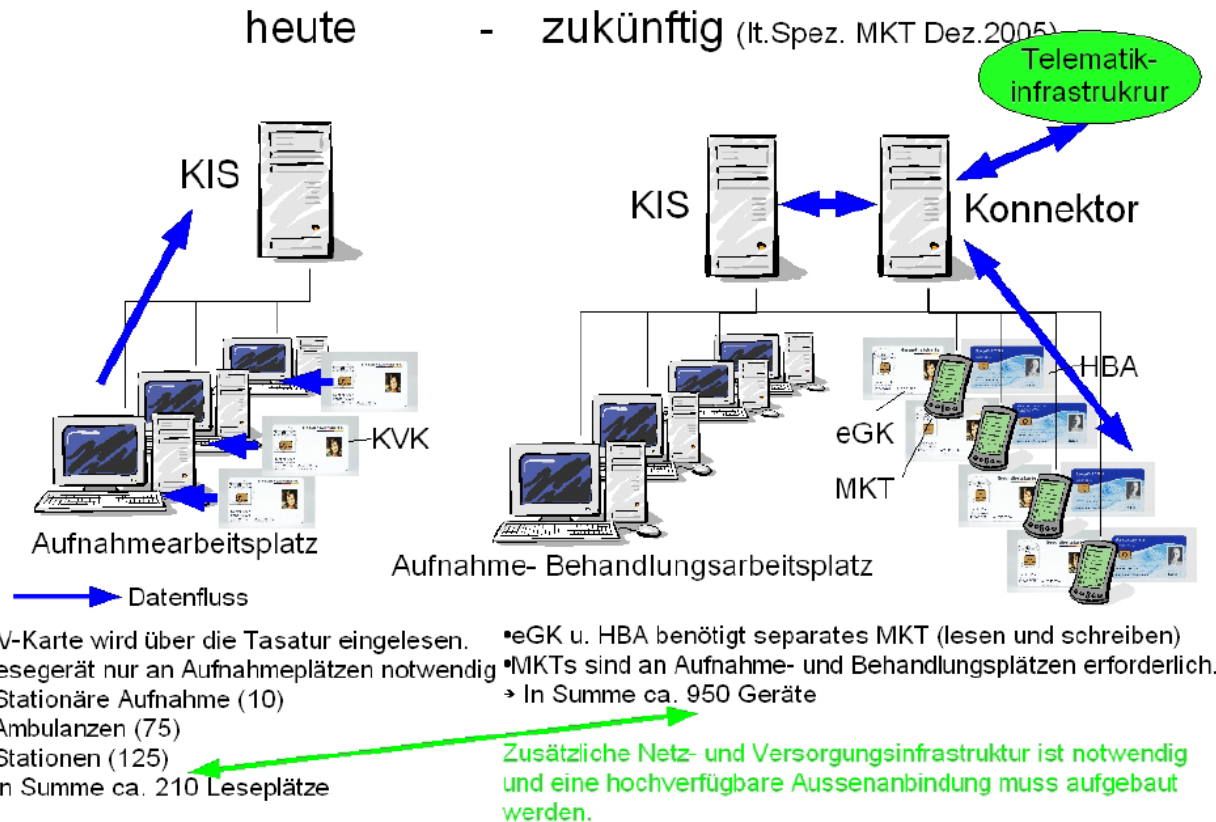 heute - zukünftig (lt.Spez. MKT Dez.2005)
Telematik-
infrastrukrur
KIS
KIS
Konnektor
KVK
HBA
eGK
MKT
Aufnahmearbeitsplatz
Aufnahme- Behandlungsarbeitsplatz
Datenfluss
V-Karte wird über die Tasatur eingelesen.
esegerät nur an Aufnahmeplätzen notwendig
Stationäre Aufnahme (10)
Ambulanzen (75)
Stationen (125)
n Summe ca. 210 Leseplätze
•eGK u. HBA benötigt separates MKT (lesen und schreiben)
•MKTs sind an Aufnahme- und Behandlungsplätzen erforderlich.
→ In Summe ca. 950 Geräte
Zusätzliche Netz- und Versorgungsinfrastruktur ist notwendig
und eine hochverfügbare Aussenanbindung muss aufgebaut
werden.